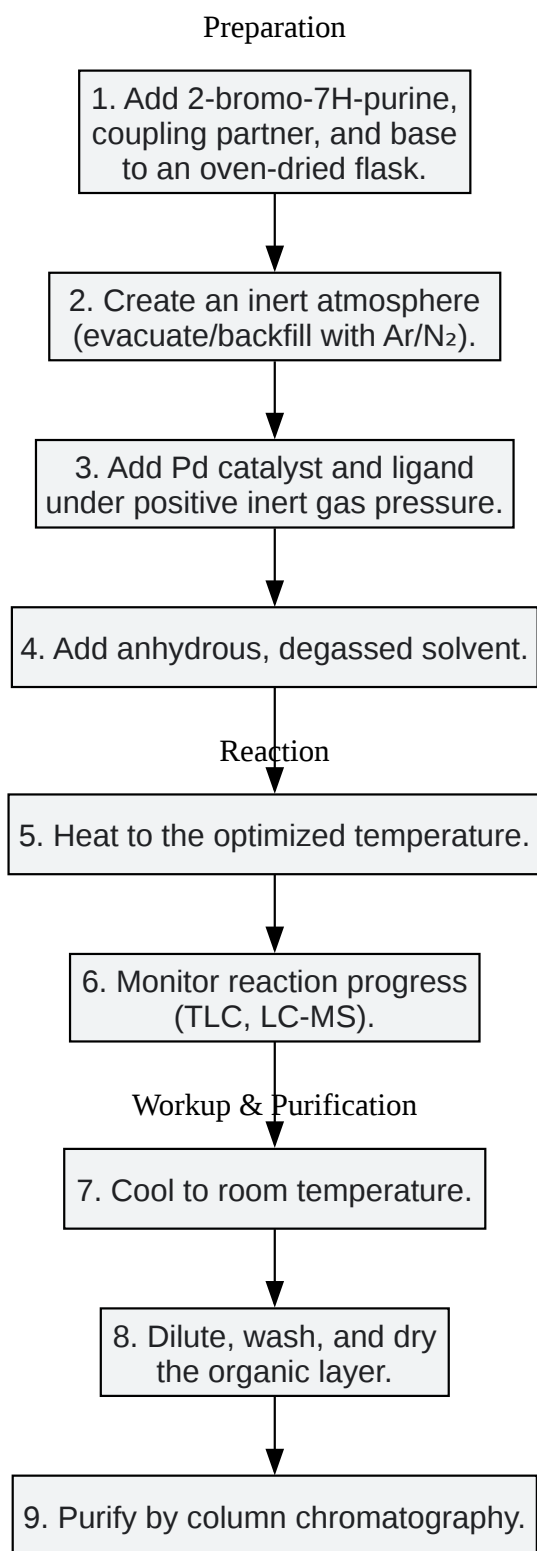 Preparation
1. Add 2-bromo-7H-purine,
coupling partner, and base
to an oven-dried flask.
2. Create an inert atmosphere
(evacuate/backfill with Ar/N₂).
3. Add Pd catalyst and ligand
under positive inert gas pressure.
4. Add anhydrous, degassed solvent.
Reaction
5. Heat to the optimized temperature.
6. Monitor reaction progress
(TLC, LC-MS).
Workup & Purification
7. Cool to room temperature.
8. Dilute, wash, and dry
the organic layer.
9. Purify by column chromatography.